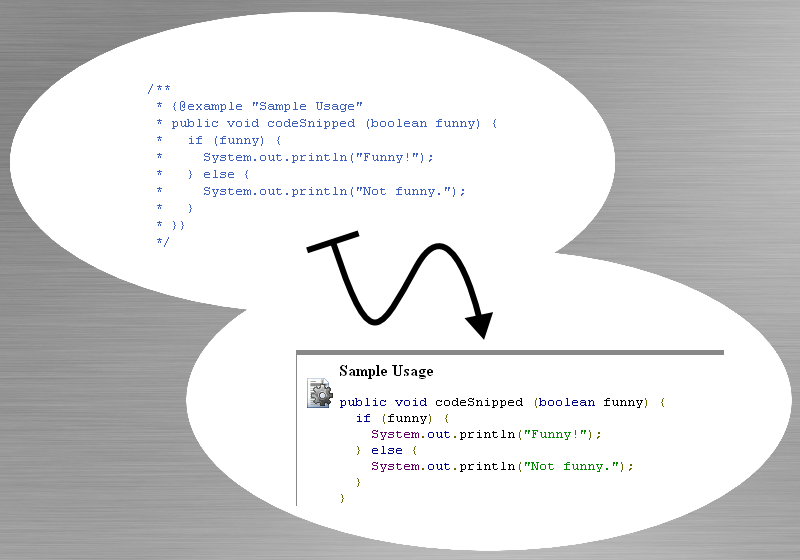 /**
 * {@example "Sample Usage"
 * public void codeSnipped (boolean funny) {
 *   if (funny) {
 *     System.out.println("Funny!");
 *   } else {
 *     System.out.println("Not funny.");
 *   }
 * }}
 */
Sample Usage
public void codeSnipped (boolean funny) {
  if (funny) {
    System.out.println("Funny!");
  } else {
    System.out.println("Not funny.");
  }
}